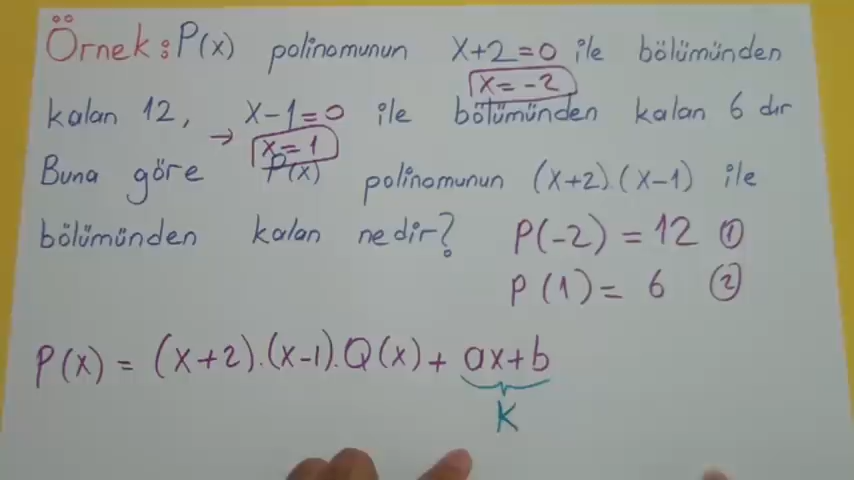 Örnek: P(x) polinomunun x+2=0 ile bölümünden
x=-2
kalan 12, x-1=0 ile bölümünden kalan 6 dır
→ x=1
Buna göre P(x) polinomunun (x+2).(x-1) ile
bölümünden kalan nedir?
P(-2) = 12 ①
P(1) = 6 ②
P(x) = (x+2).(x-1).Q(x) + ax+b
K